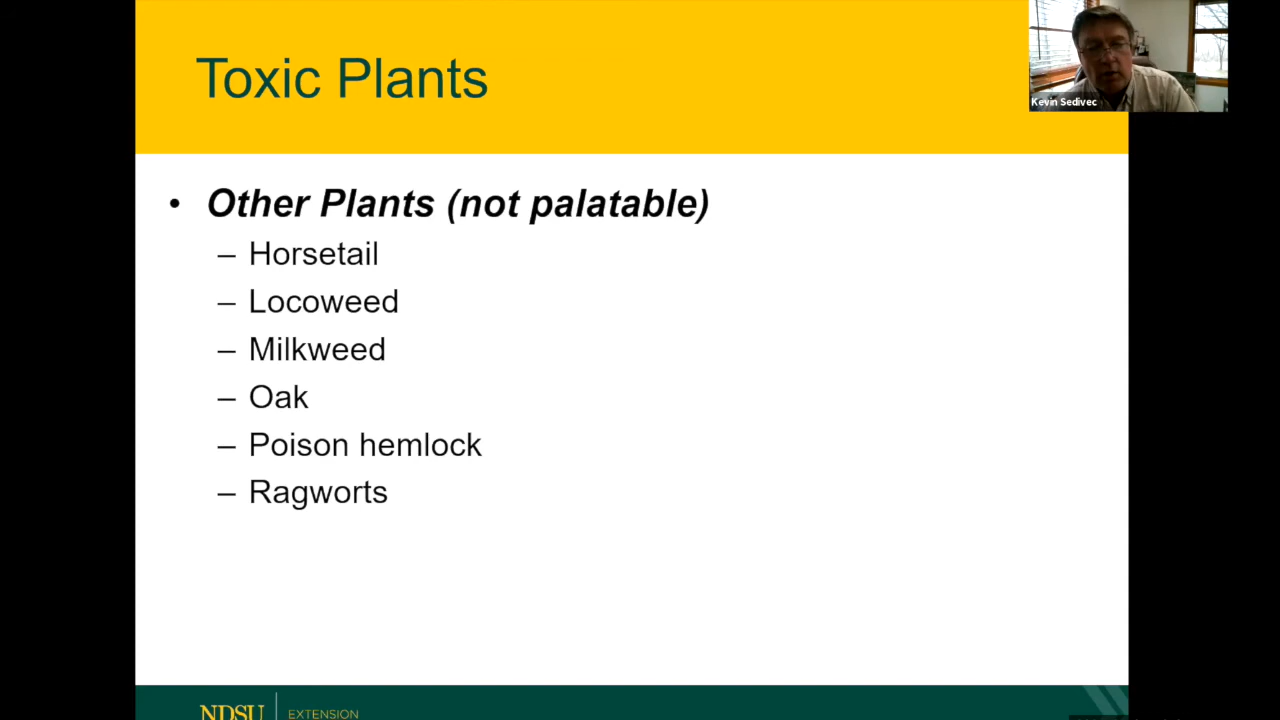 Toxic Plants
Kevin Sedivec
• Other Plants (not palatable)
– Horsetail
– Locoweed
– Milkweed
– Oak
– Poison hemlock
– Ragworts
NDSU EXTENSION